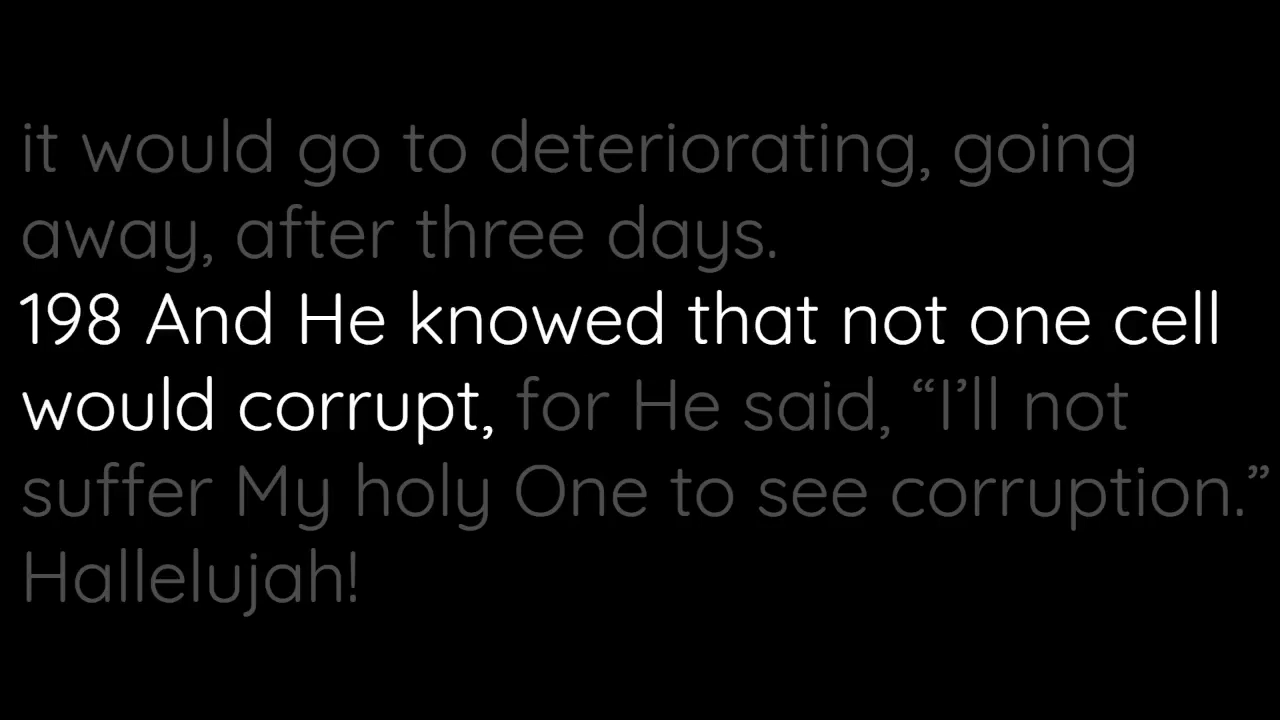 it would go to deteriorating, going
away, after three days.
198 And He knowed that not one cell
would corrupt, for He said, “I’ll not
suffer My holy One to see corruption.”
Hallelujah!